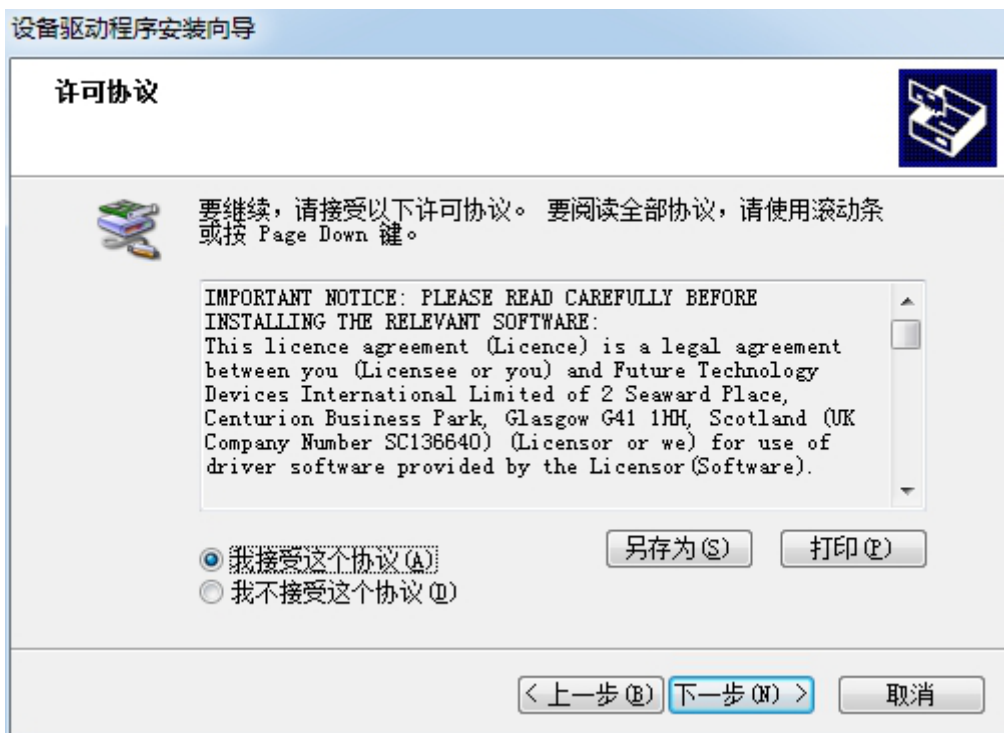 设备驱动程序安装向导
许可协议
要继续，请接受以下许可协议。 要阅读全部协议，请使用滚动条
或按 Page Down 键。
IMPORTANT NOTICE: PLEASE READ CAREFULLY BEFORE
INSTALLING THE RELEVANT SOFTWARE:
This licence agreement (Licence) is a legal agreement
between you (Licensee or you) and Future Technology
Devices International Limited of 2 Seaward Place,
Centurion Business Park, Glasgow G41 1HH, Scotland (UK
Company Number SC136640) (Licensor or we) for use of
driver software provided by the Licensor(Software).
我接受这个协议(A)
另存为(S) 打印(P)
我不接受这个协议(D)
< 上一步(B) 下一步(N) > 取消